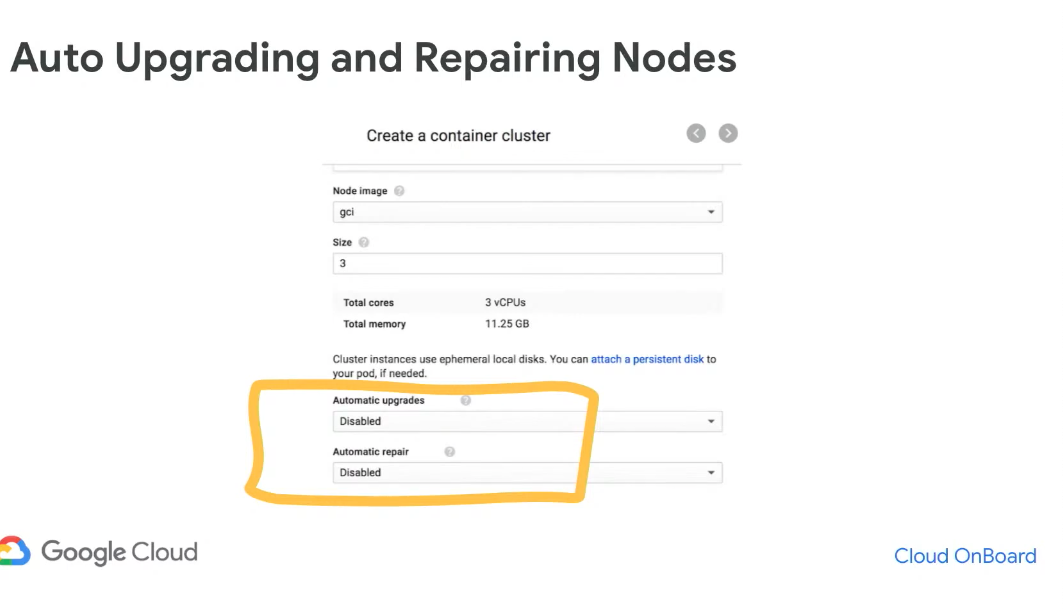 Auto Upgrading and Repairing Nodes
Create a container cluster
Node image
gci
Size
3
Total cores 3 vCPUs
Total memory 11.25 GB
Cluster instances use ephemeral local disks. You can attach a persistent disk to
your pod, if needed.
Automatic upgrades
Disabled
Automatic repair
Disabled
Google Cloud
Cloud OnBoard